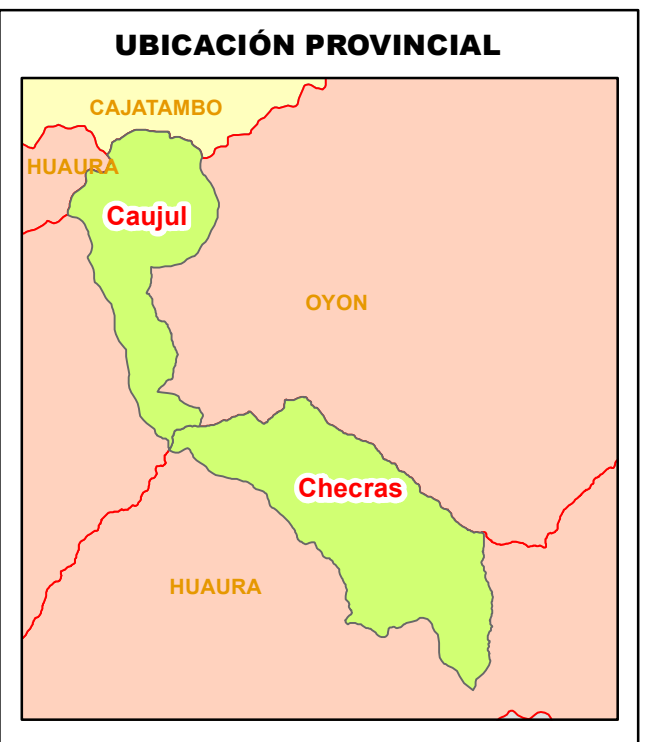 UBICACIÓN PROVINCIAL
CAJATAMBO
HUAURA
Caujul
OYON
Checras
HUAURA